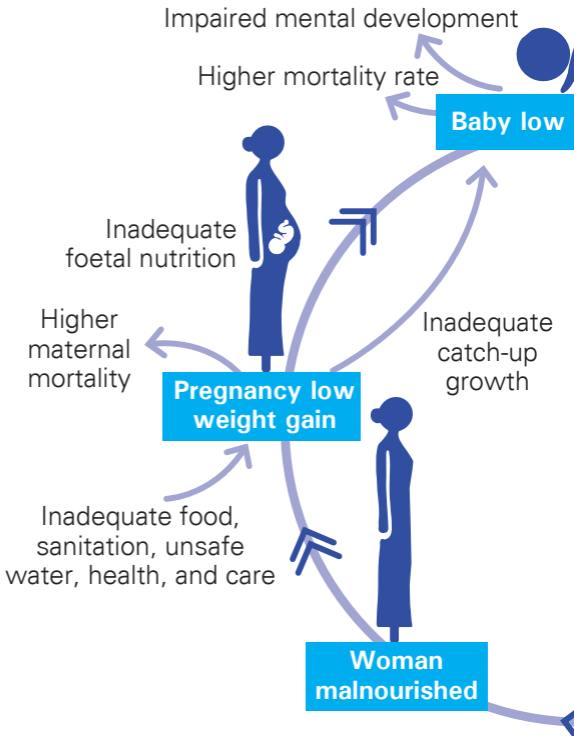 Impaired mental development
Higher mortality rate
Baby low
Inadequate
foetal nutrition
Higher
maternal
mortality
Inadequate
catch-up
growth
Pregnancy low
weight gain
Inadequate food,
sanitation, unsafe
water, health, and care
Woman
malnourished